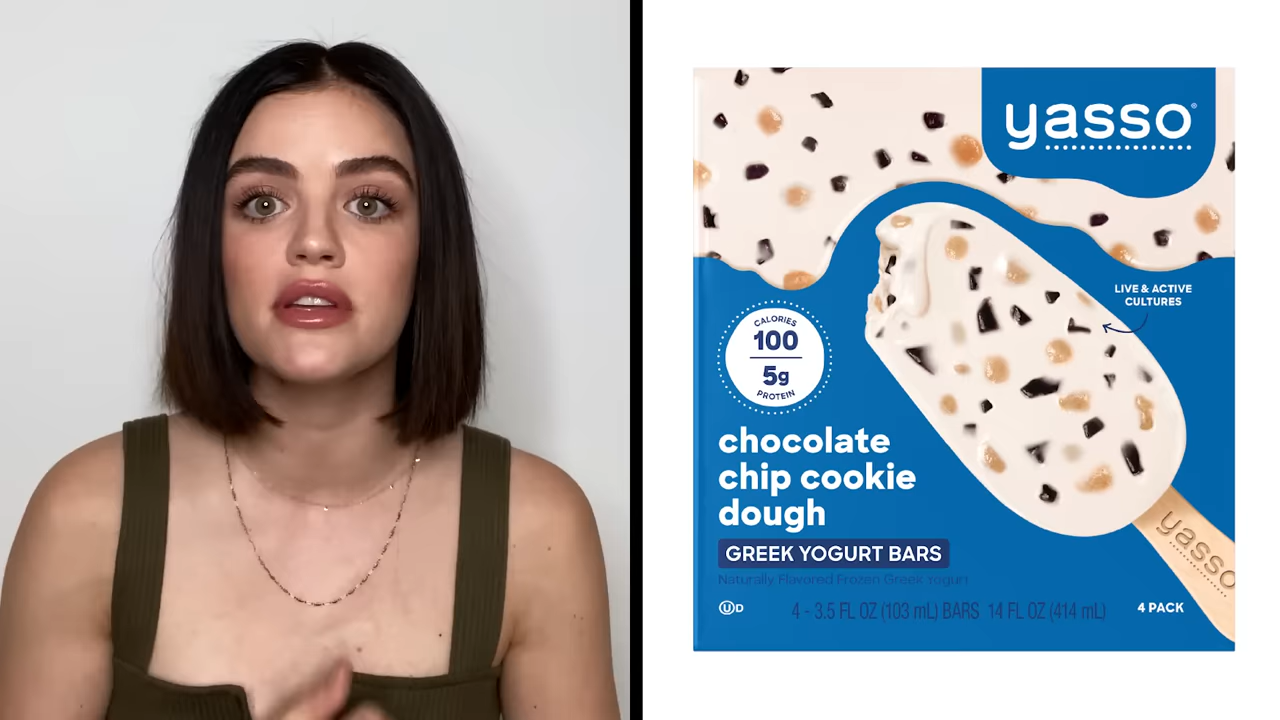 yasso®
LIVE & ACTIVE
CULTURES
CALORIES
100
5g
PROTEIN
chocolate
chip cookie
dough
GREEK YOGURT BARS
Naturally Flavored Frozen Greek Yogurt
UD
4 - 3.5 FL OZ (103 mL) BARS 14 FL OZ (414 mL)
4 PACK
yasso